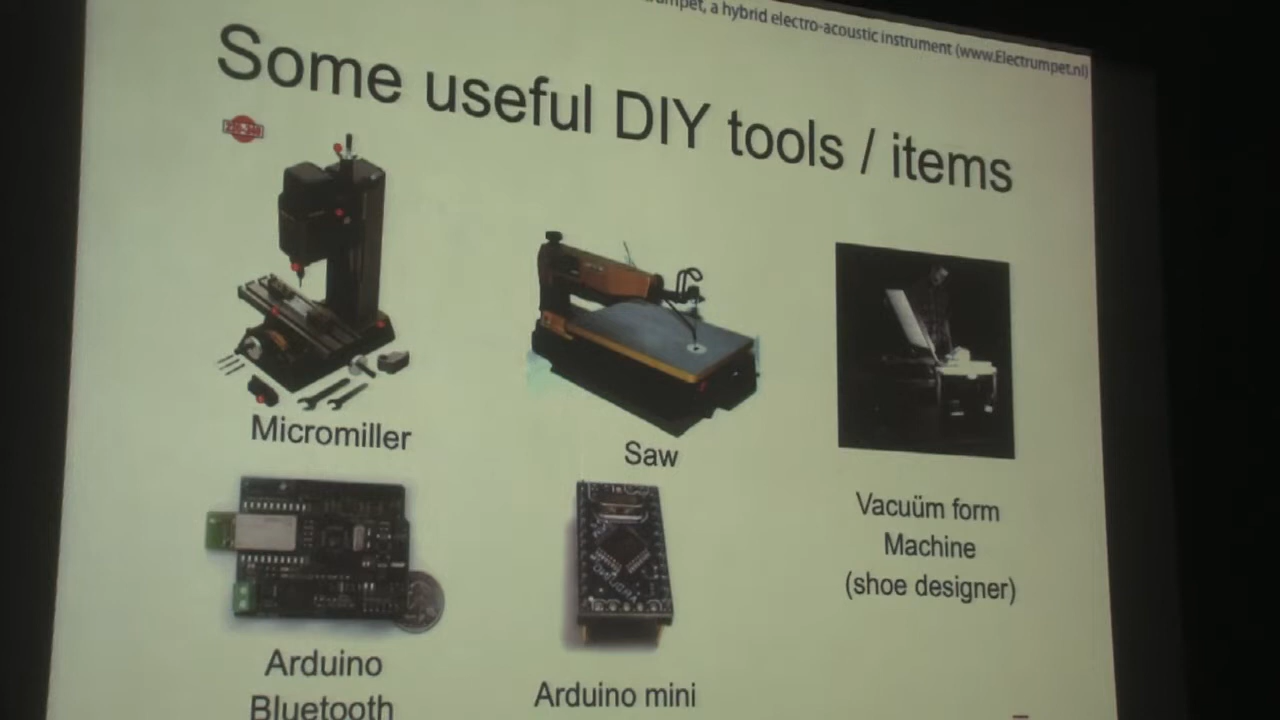 a hybrid electro-acoustic instrument (www.Electrumpet.nl)
Some useful DIY tools / items
Micromiller
Saw
Vacuüm form
Machine
(shoe designer)
Arduino
Bluetooth
Arduino mini